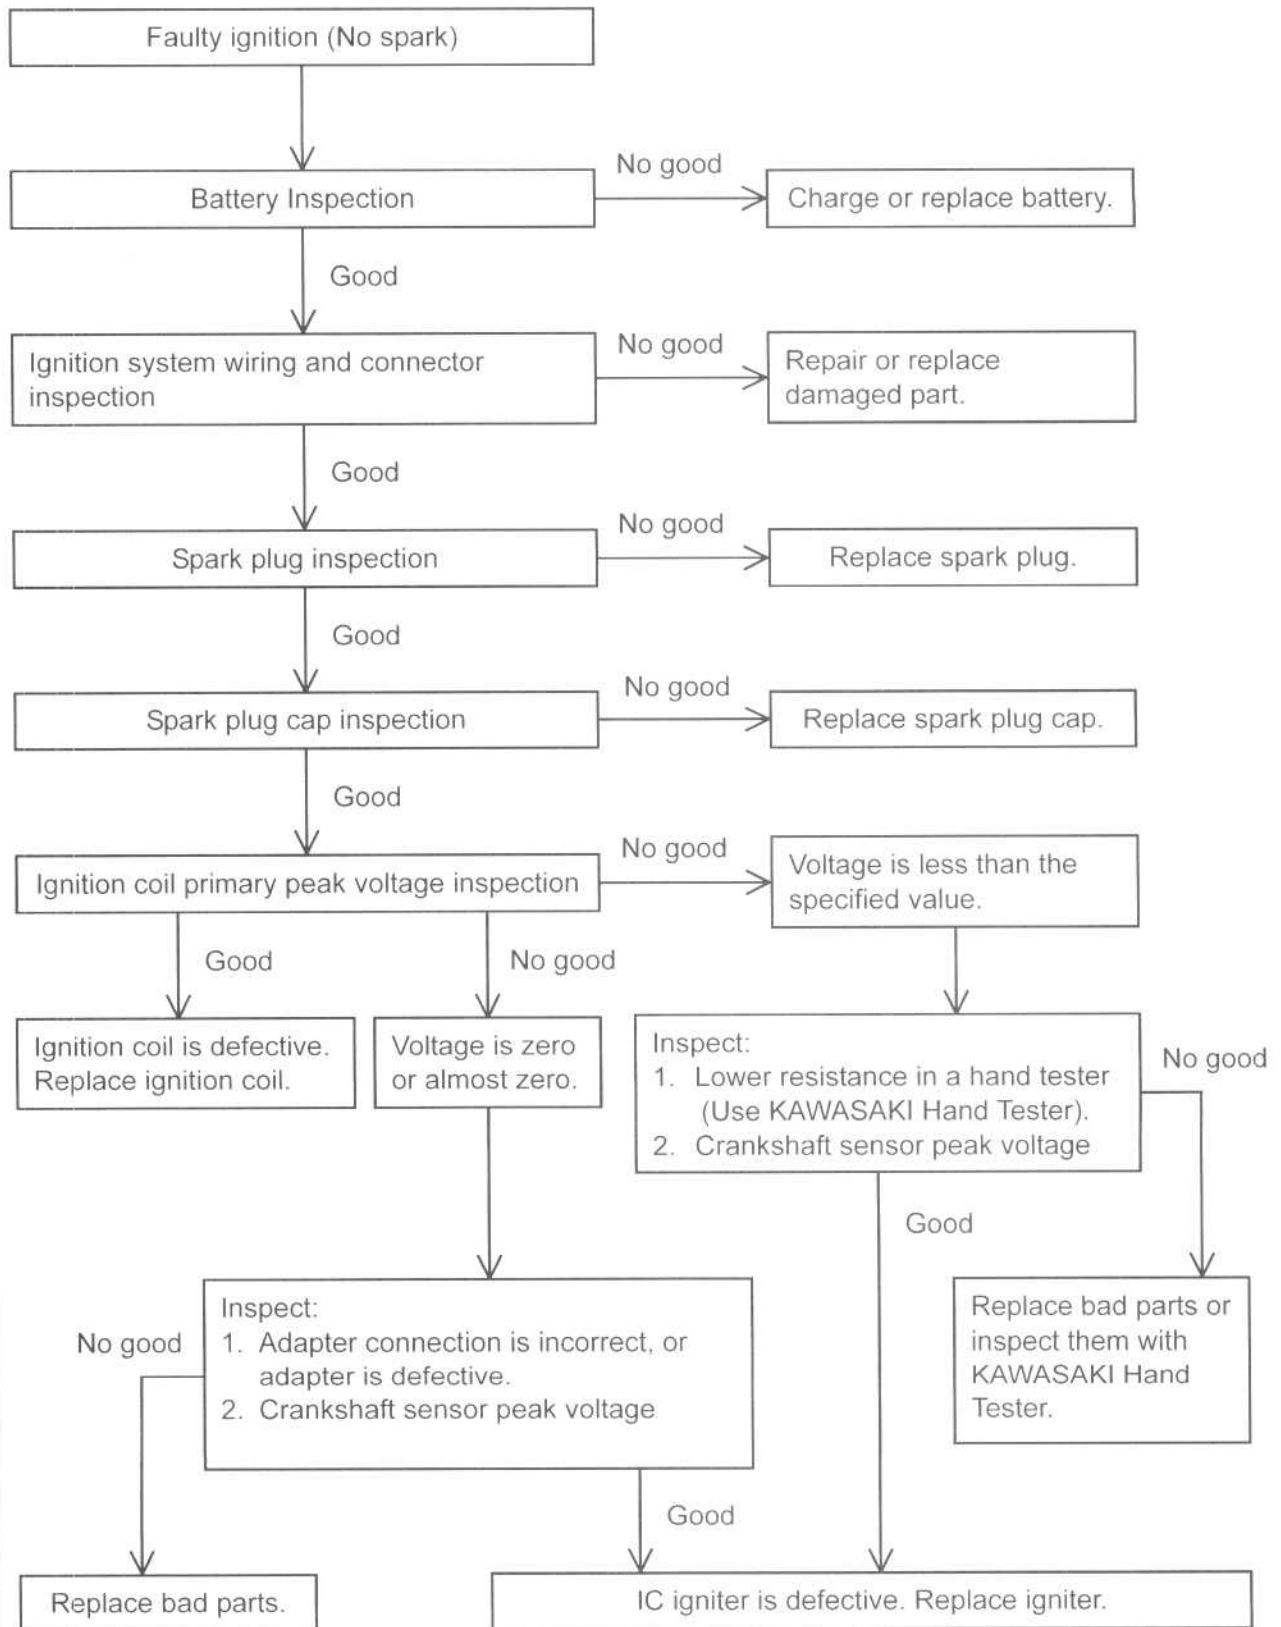 Faulty ignition (No spark)
No good
Battery Inspection
Charge or replace battery.
Good
Ignition system wiring and connector
inspection
No good
Repair or replace
damaged part.
Good
No good
Spark plug inspection
Replace spark plug.
Good
No good
Spark plug cap inspection
Replace spark plug cap.
Good
No good
Ignition coil primary peak voltage inspection
Voltage is less than the
specified value.
Good
No good
Ignition coil is defective.
Replace ignition coil.
Voltage is zero
or almost zero.
Inspect:
1. Lower resistance in a hand tester
(Use KAWASAKI Hand Tester).
2. Crankshaft sensor peak voltage
No good
Good
Inspect:
1. Adapter connection is incorrect, or
adapter is defective.
2. Crankshaft sensor peak voltage
No good
Replace bad parts or
inspect them with
KAWASAKI Hand
Tester.
Good
Replace bad parts.
IC igniter is defective. Replace igniter.